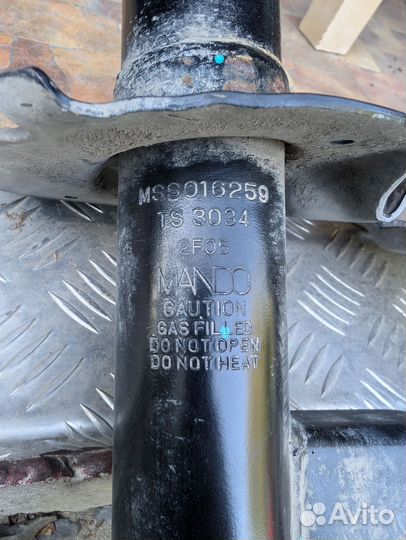 MSS016259
TS 3034
2F05
MANDO
CAUTION
GAS FILLED
DO NOT OPEN
DO NOT HEAT
Avito